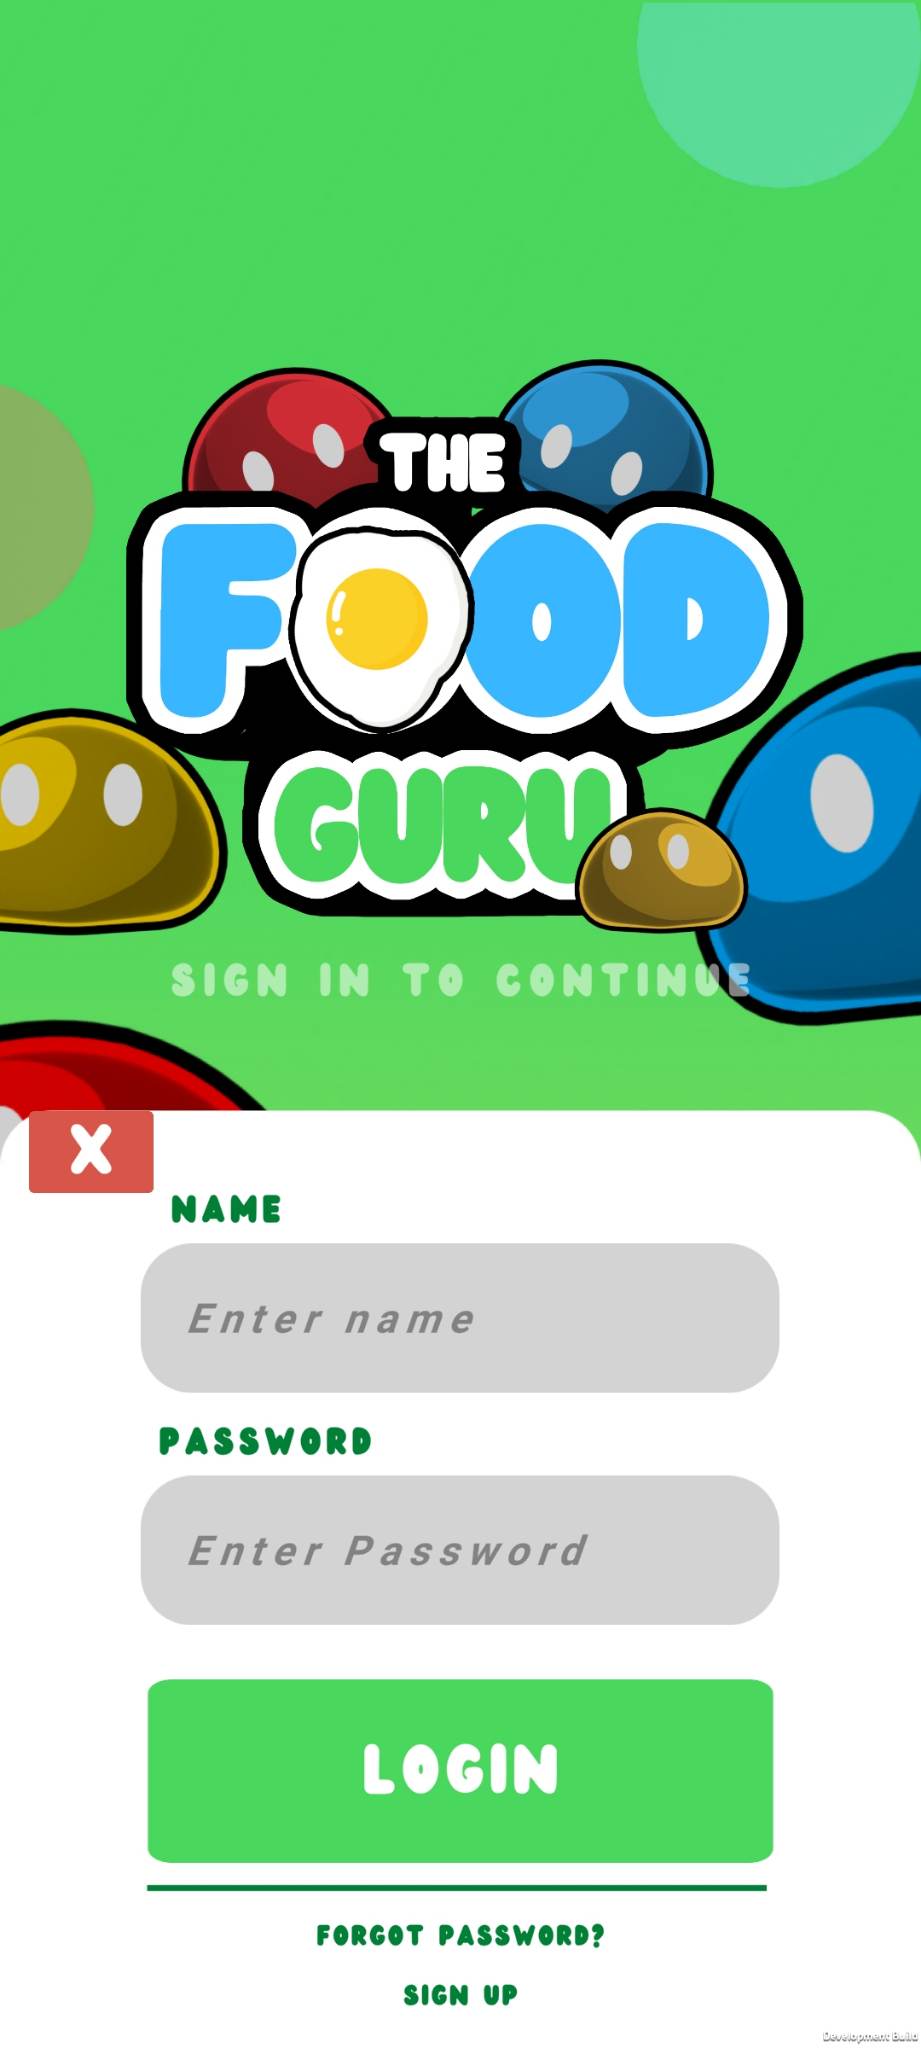 THE
FOOD
GURU
SIGN IN TO CONTINUE
X
NAME
Enter name
PASSWORD
Enter Password
LOGIN
FORGOT PASSWORD?
SIGN UP
Development Build